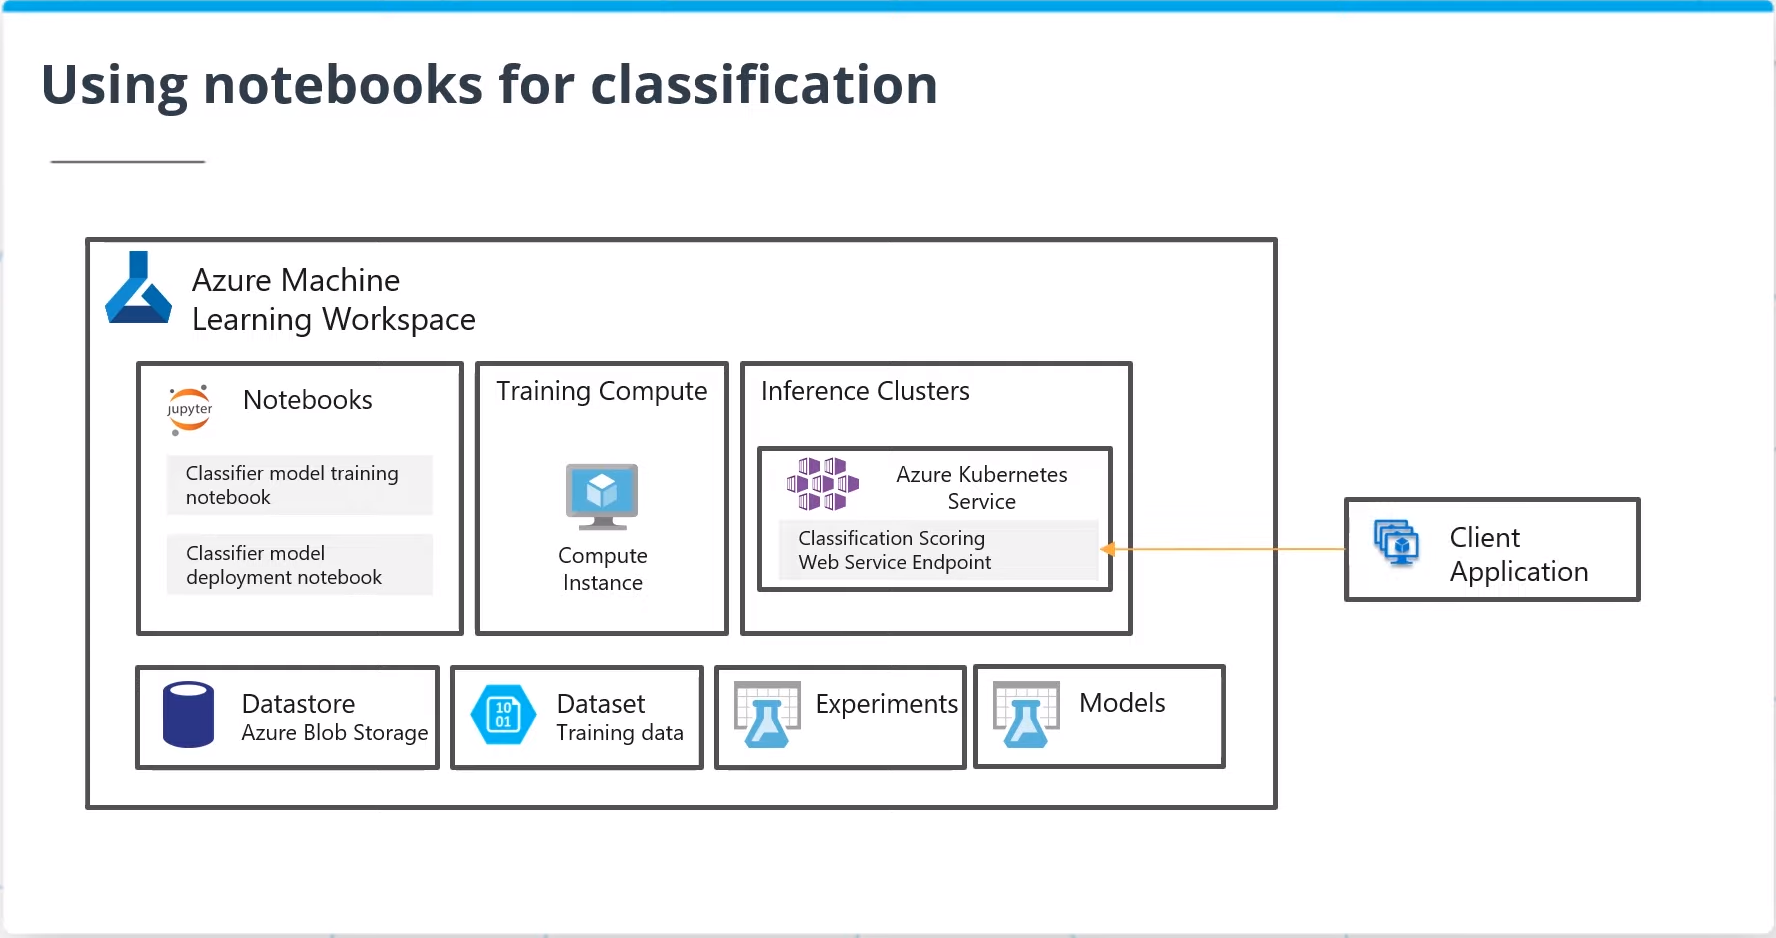 Using notebooks for classification
Azure Machine
Learning Workspace
jupyter
Notebooks
Classifier model training
notebook
Classifier model
deployment notebook
Training Compute
Compute
Instance
Inference Clusters
Azure Kubernetes
Service
Classification Scoring
Web Service Endpoint
Client
Application
Datastore
Azure Blob Storage
10
01
Dataset
Training data
Experiments
Models